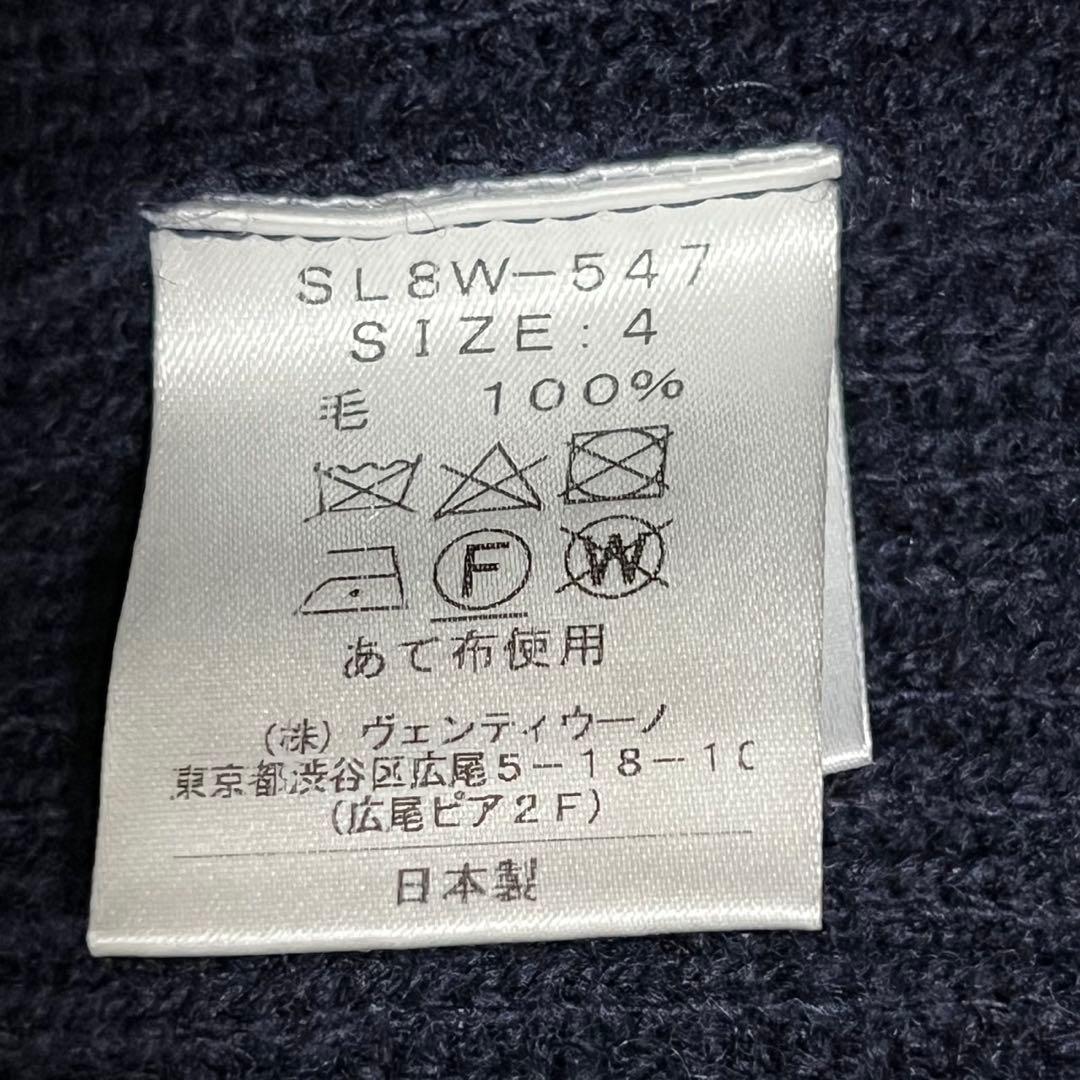 SL8W-547
SIZE:4
毛 100%
F W
あて布使用
(株)ヴェンティウーノ
東京都渋谷区広尾5-18-10
(広尾ピア2F)
日本製